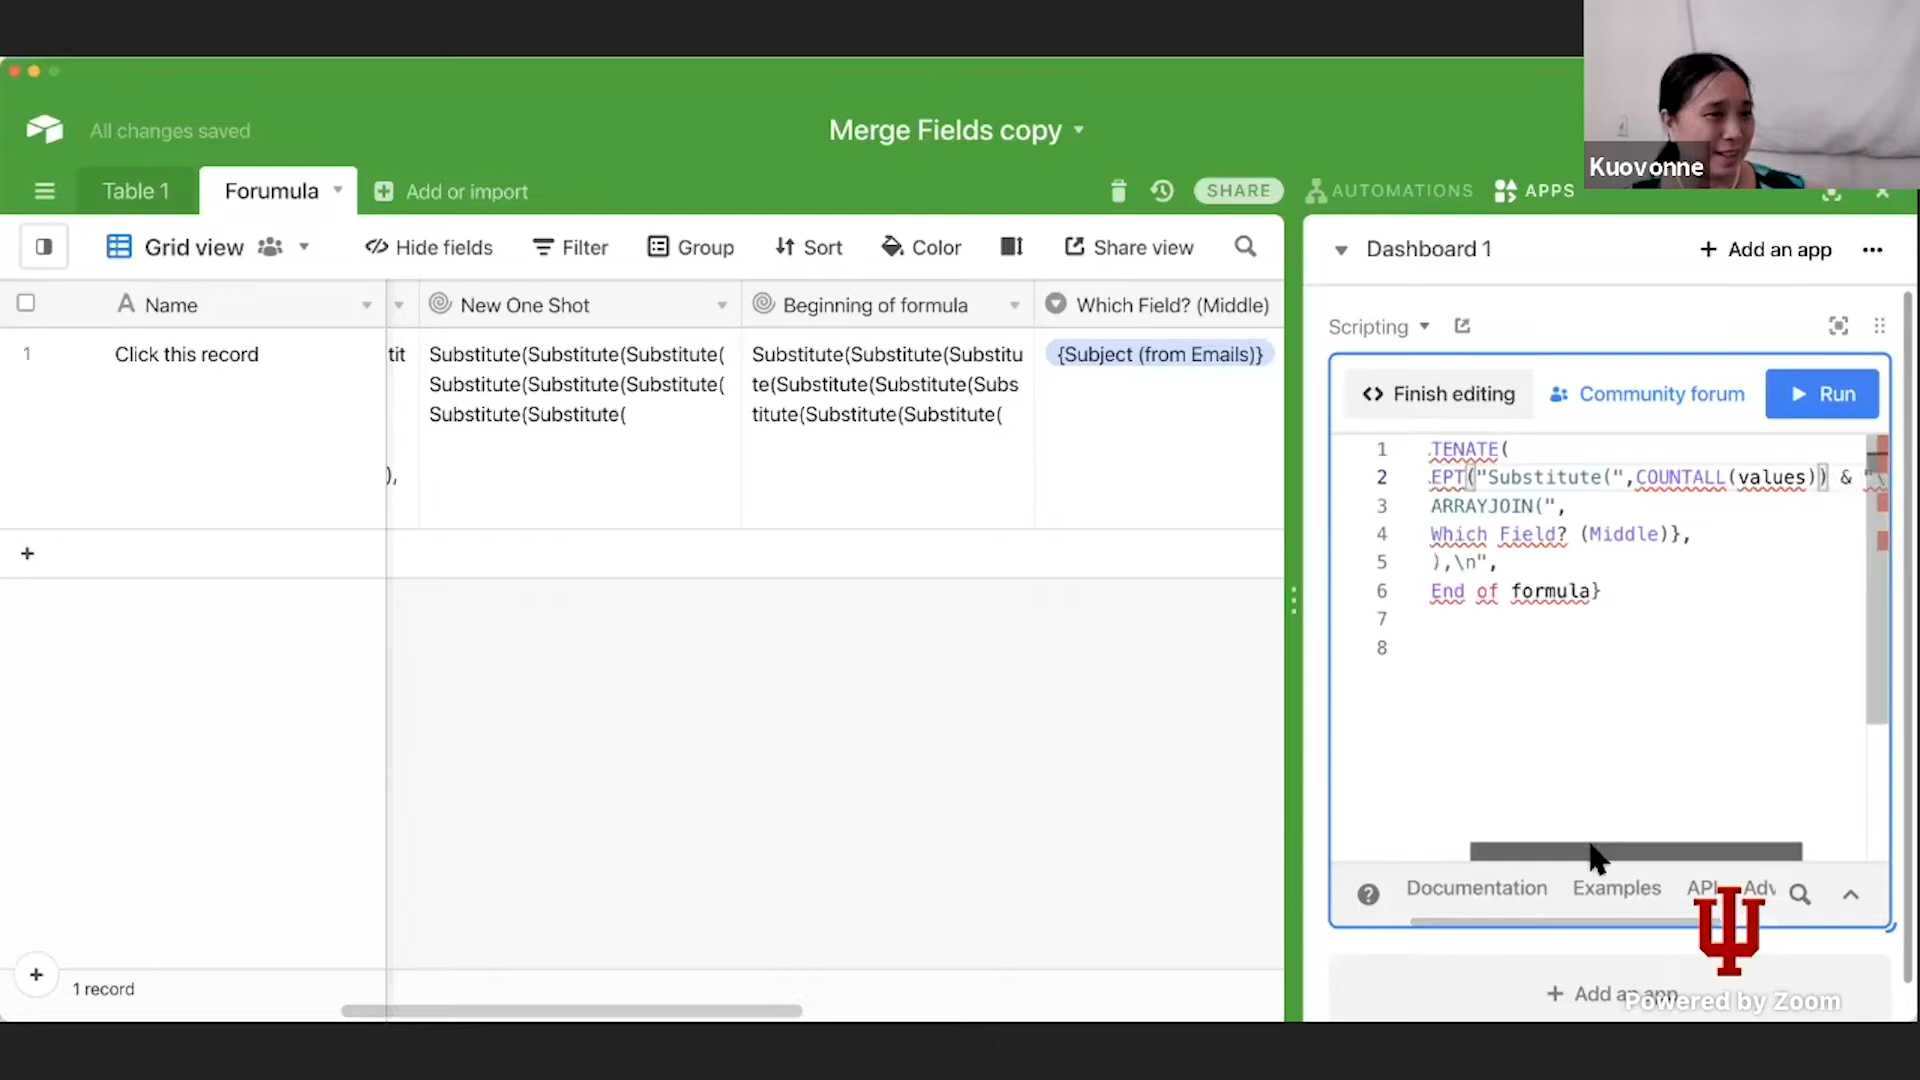 All changes saved
Merge Fields copy
Kuovonne
Table 1
Forumula
Add or import
SHARE
AUTOMATIONS
APPS
Grid view
Hide fields
Filter
Group
Sort
Color
Share view
Dashboard 1
Add an app
Name
New One Shot
Beginning of formula
Which Field? (Middle)
Scripting
1
Click this record
tit
),
Substitute(Substitute(Substitute(
Substitute(Substitute(Substitute(
Substitute(Substitute(
Substitute(Substitute(Substitu
te(Substitute(Substitute(Subs
titute(Substitute(Substitute(
{Subject (from Emails)}
Finish editing
Community forum
Run
1 .TENATE(
2 .EPT("Substitute(",COUNTALL(values)) & "\
3 ARRAYJOIN(",
4 Which Field? (Middle)},
5 ),\n",
6 End of formula}
7
8
Documentation
Examples
API
Adv
1 record
Add an app
Powered by Zoom